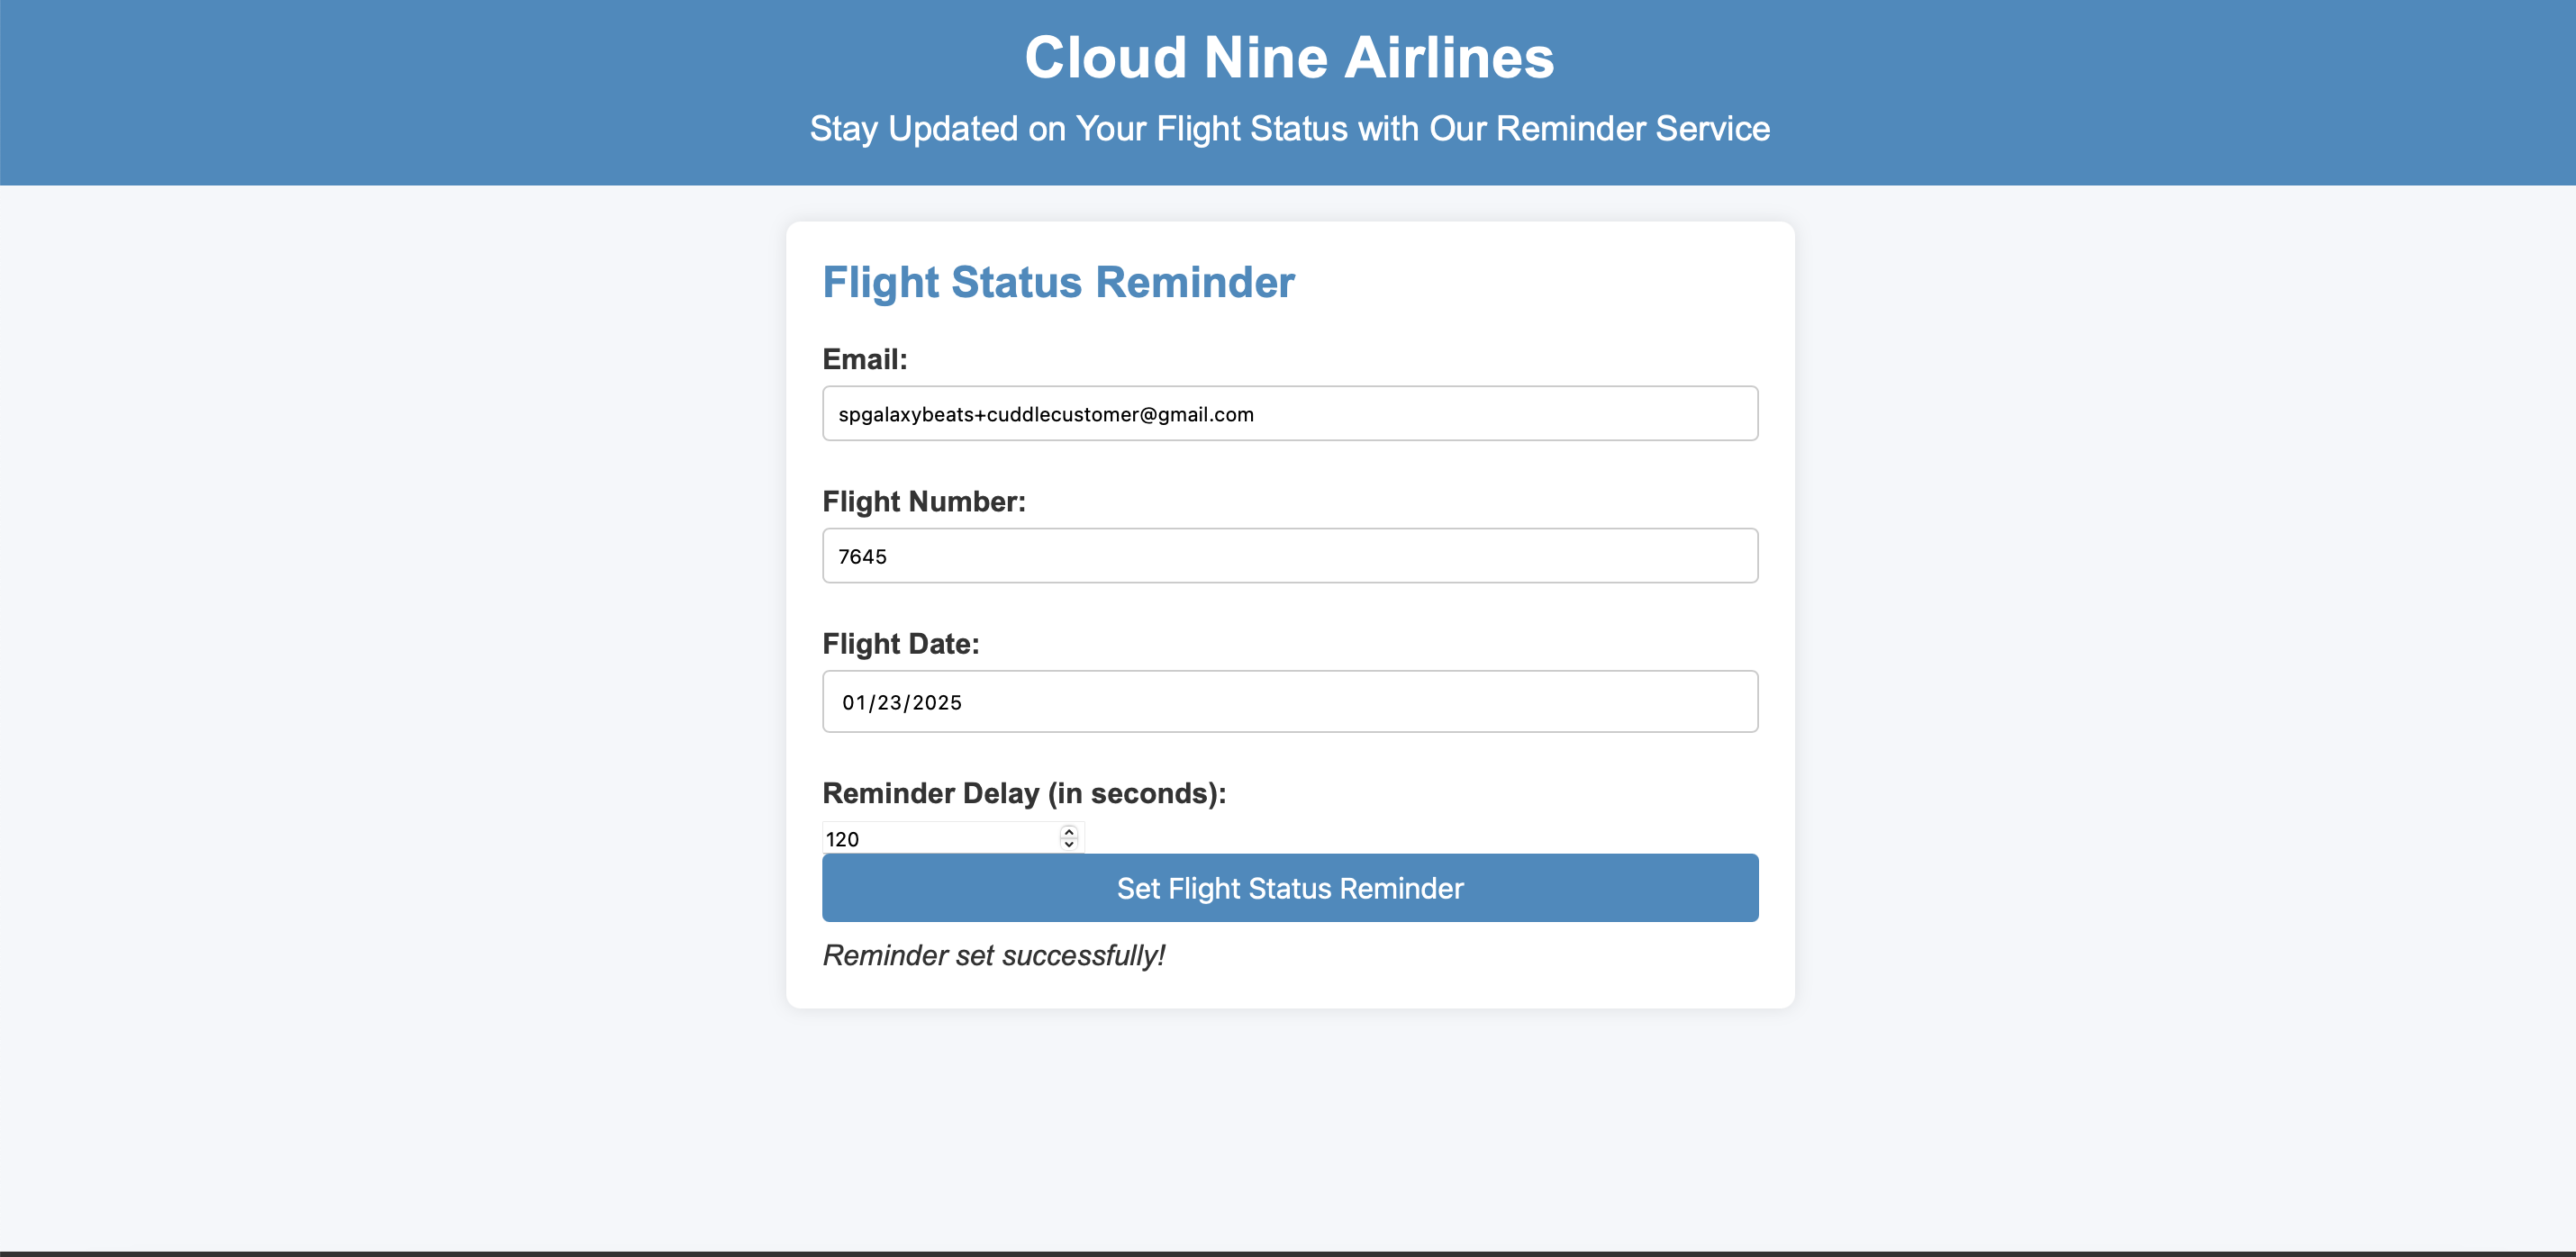 Cloud Nine Airlines
Stay Updated on Your Flight Status with Our Reminder Service
Flight Status Reminder
Email:
spgalaxybeats+cuddlecustomer@gmail.com
Flight Number:
7645
Flight Date:
01/23/2025
Reminder Delay (in seconds):
120
Set Flight Status Reminder
Reminder set successfully!